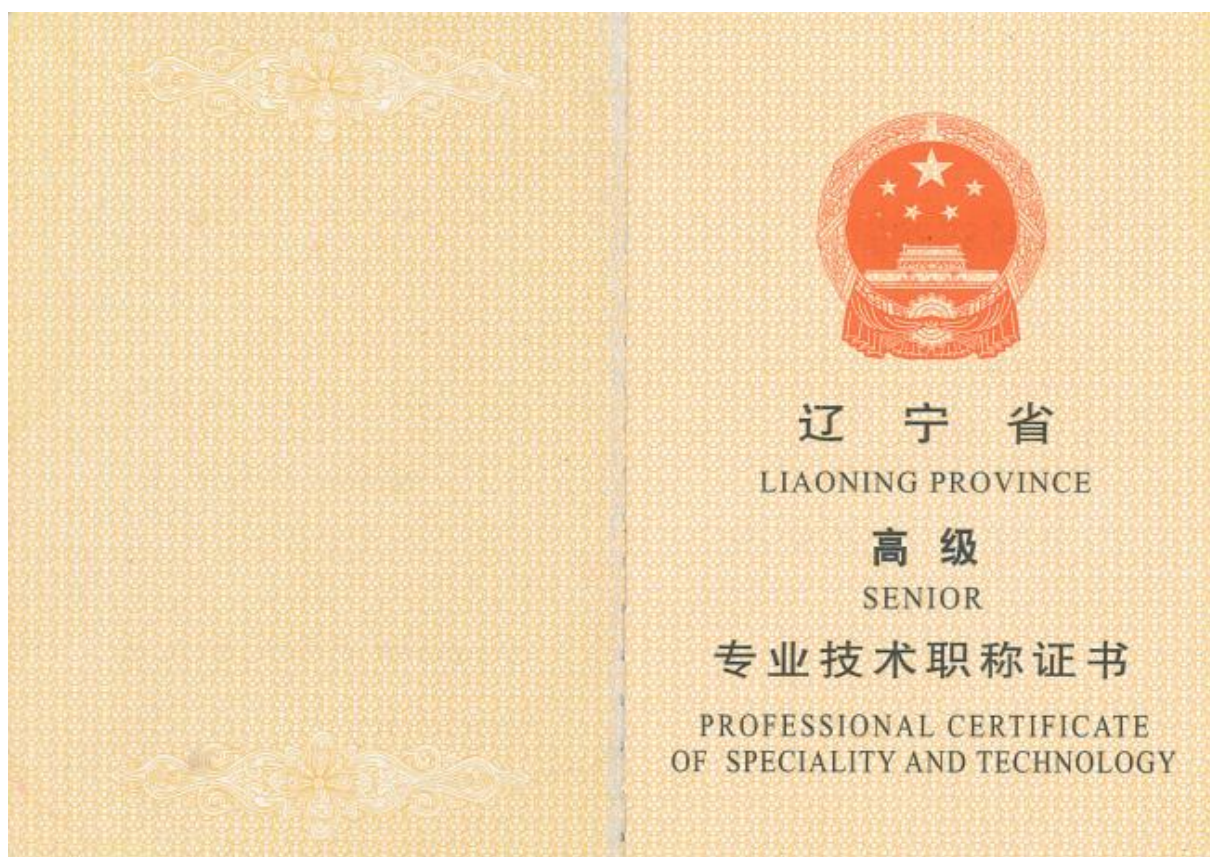 辽宁省
LIAONING PROVINCE
高级
SENIOR
专业技术职称证书
PROFESSIONAL CERTIFICATE
OF SPECIALITY AND TECHNOLOGY